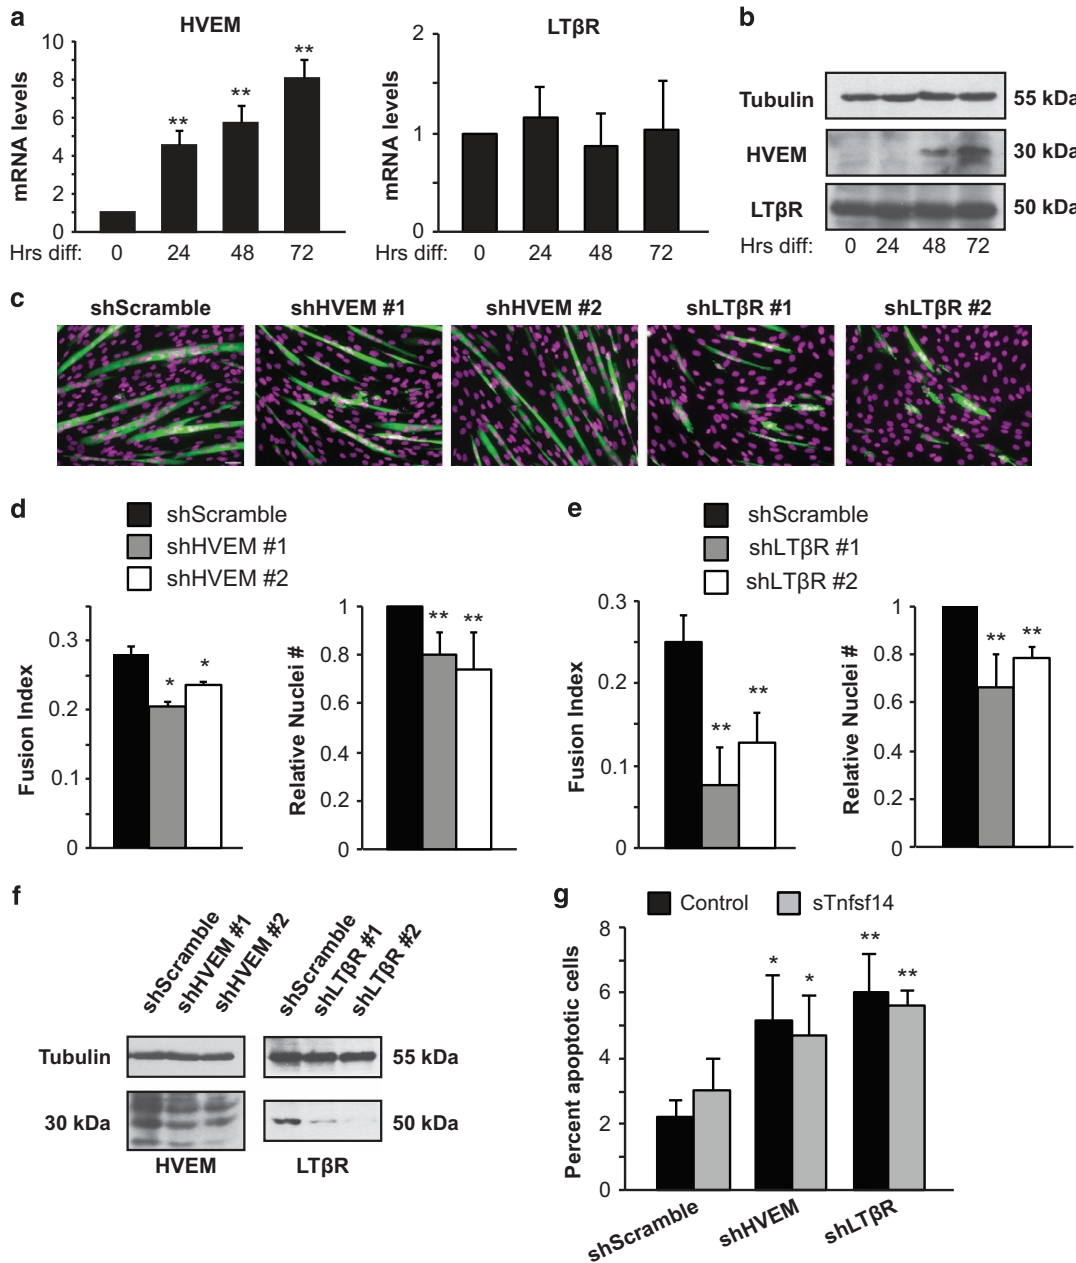 a
HVEM
mRNA levels
10
8
6
4
2
0
**
**
**
Hrs diff: 0 24 48 72
LTβR
mRNA levels
2
1
0
Hrs diff: 0 24 48 72
b
Tubulin 55 kDa
HVEM 30 kDa
LTβR 50 kDa
Hrs diff: 0 24 48 72
c
shScramble shHVEM #1 shHVEM #2 shLTβR #1 shLTβR #2
d
shScramble
shHVEM #1
shHVEM #2
Fusion Index
0.3
0.2
0.1
0
*
*
Relative Nuclei #
1
0.8
0.6
0.4
0.2
0
**
**
e
shScramble
shLTβR #1
shLTβR #2
Fusion Index
0.3
0.2
0.1
0
**
**
Relative Nuclei #
1
0.8
0.6
0.4
0.2
0
**
**
f
shScramble
shHVEM #1
shHVEM #2
shScramble
shLTβR #1
shLTβR #2
Tubulin 55 kDa
30 kDa 50 kDa
HVEM LTβR
g
Control sTnfsf14
Percent apoptotic cells
8
6
4
2
0
*
*
**
**
shScramble
shHVEM
shLTβR